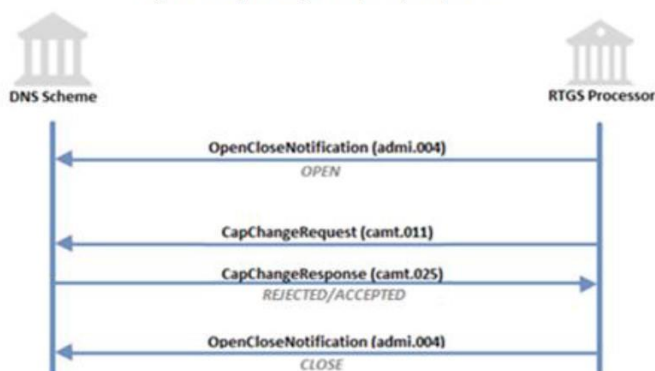 DNS Scheme
RTGS Processor
OpenCloseNotification (admi.004)
OPEN
CapChangeRequest (camt.011)
CapChangeResponse (camt.025)
REJECTED/ACCEPTED
OpenCloseNotification (admi.004)
CLOSE